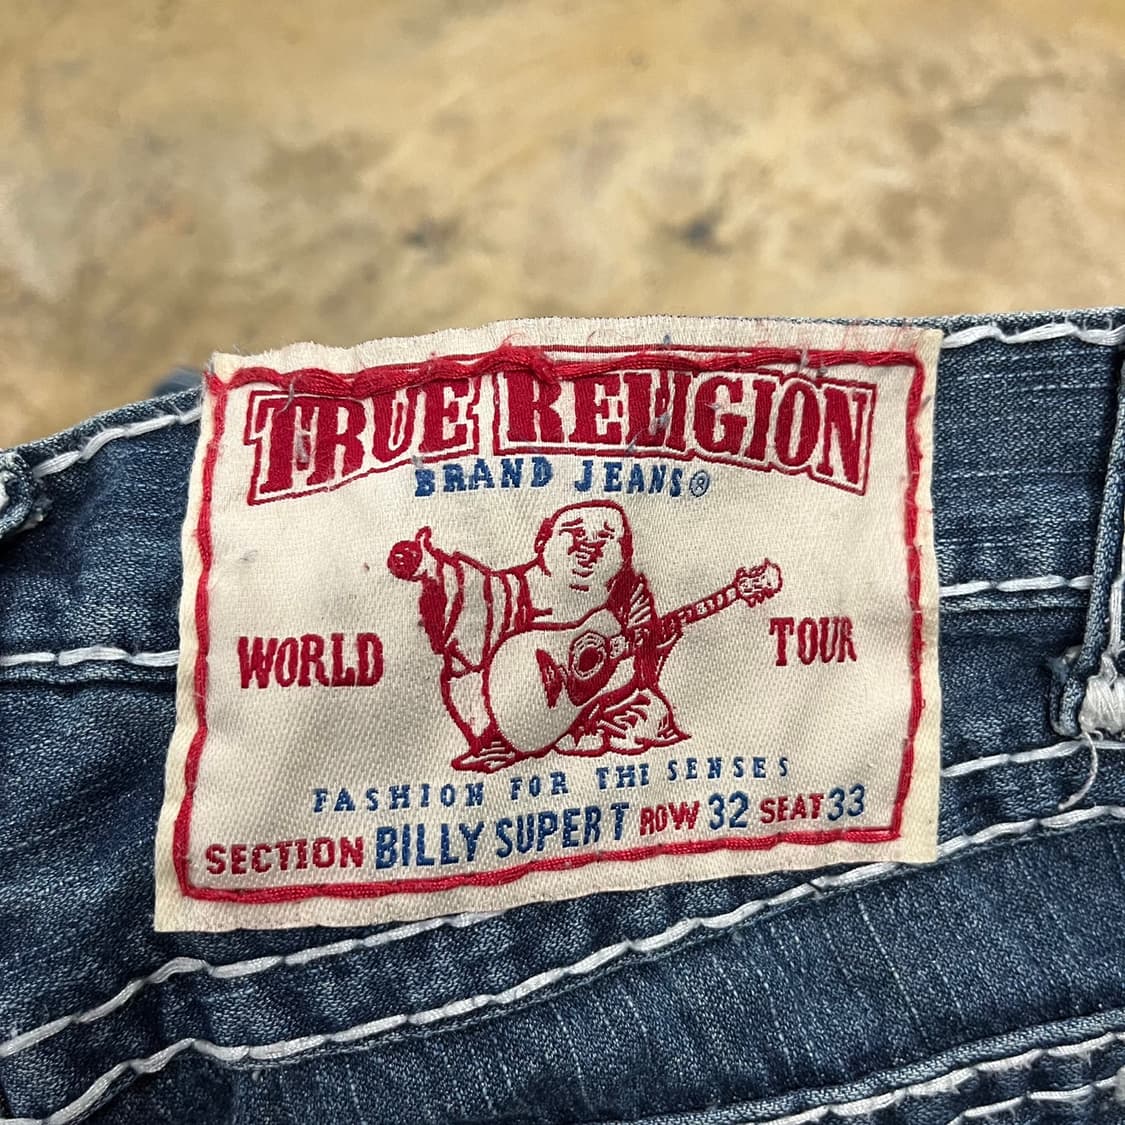 TRUE RELIGION
BRAND JEANS®
WORLD TOUR
FASHION FOR THE SENSES
SECTION BILLY SUPER T ROW 32 SEAT 33